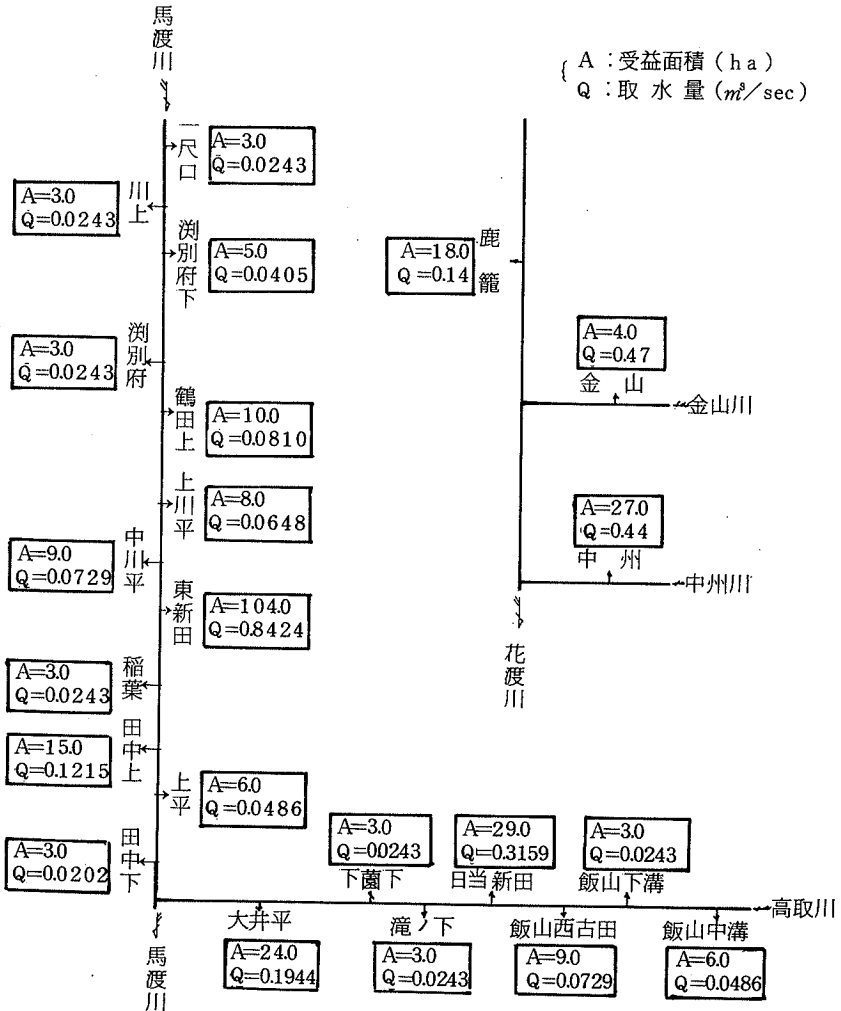 馬渡川
A：受益面積（ha）
Q：取水量（m³/sec）
一尺口
A=3.0
Q=0.0243
川上
A=3.0
Q=0.0243
渕別府下
A=5.0
Q=0.0405
鹿籠
A=18.0
Q=0.14
渕別府
A=3.0
Q=0.0243
A=4.0
Q=0.47
金山
金山川
鶴田上
A=10.0
Q=0.0810
上川平
A=8.0
Q=0.0648
A=27.0
Q=0.44
中州
中州川
中川平
A=9.0
Q=0.0729
東新田
A=104.0
Q=0.8424
花渡川
稲葉
A=3.0
Q=0.0243
田中上
A=15.0
Q=0.1215
上平
A=6.0
Q=0.0486
田中下
A=3.0
Q=0.0202
A=3.0
Q=00243
下薗下
A=29.0
Q=0.3159
日当新田
A=3.0
Q=0.0243
飯山下溝
高取川
馬渡川
大井平
A=24.0
Q=0.1944
滝ノ下
A=3.0
Q=0.0243
飯山西古田
A=9.0
Q=0.0729
飯山中溝
A=6.0
Q=0.0486